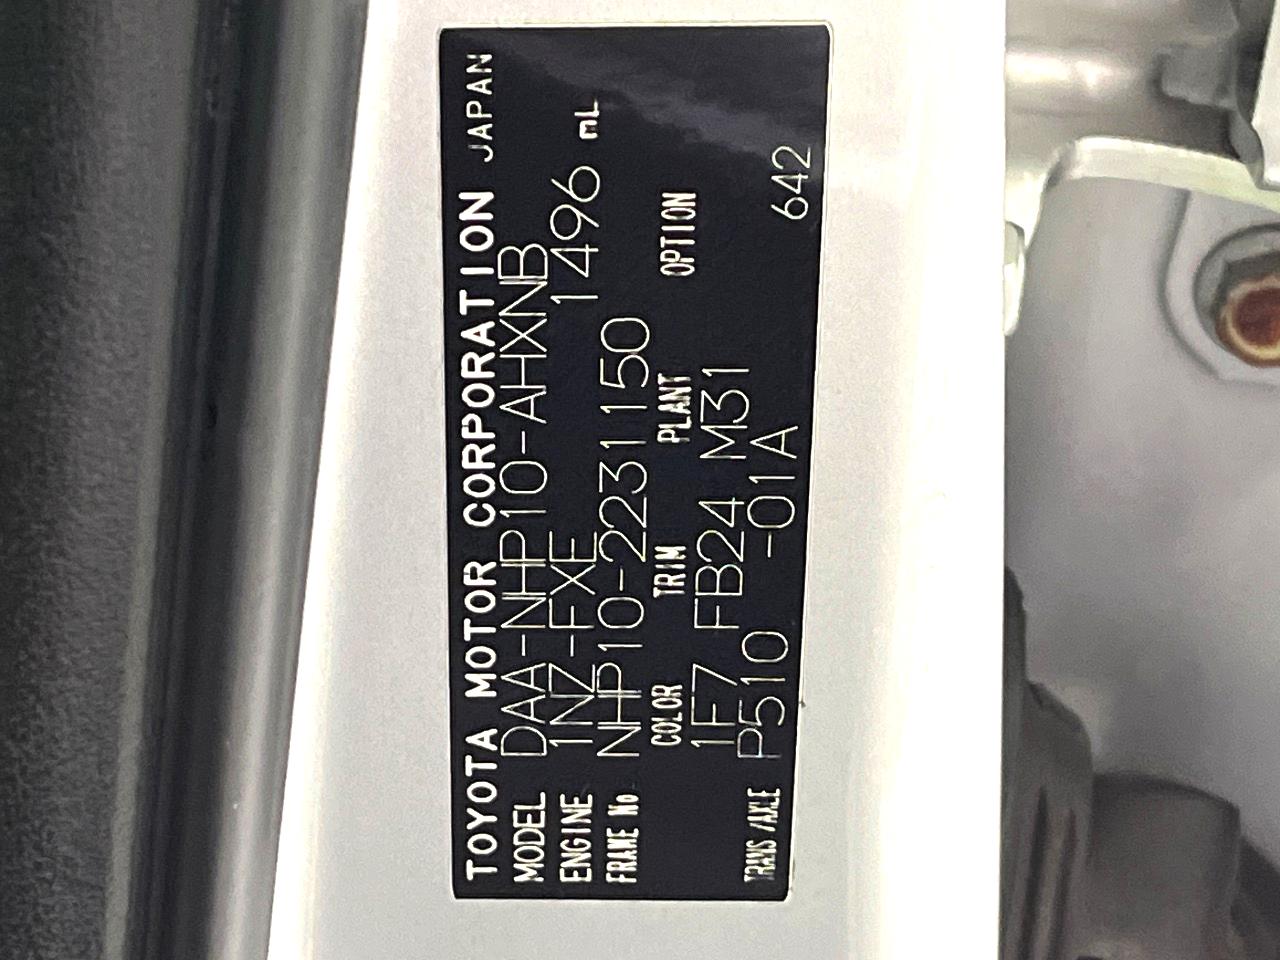 TOYOTA MOTOR CORPORATION JAPAN
MODEL DAA-NHP10-AHXNB
ENGINE 1NZ-FXE 1496 mL
FRAME No NHP10-2231150
COLOR TRIM PLANT OPTION
1F7 FB24 M31
TRANS/AXLE P510 -01A 642